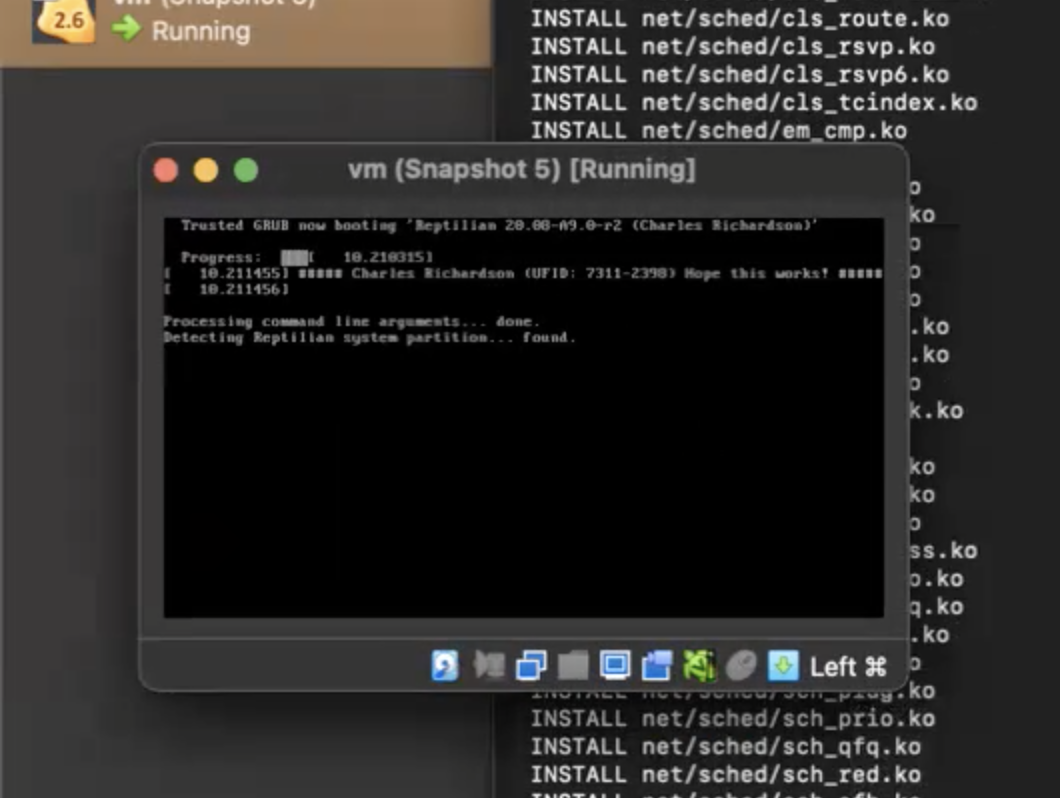 vm (Snapshot 5)
2.6
Running
INSTALL net/sched/cls_route.ko
INSTALL net/sched/cls_rsvp.ko
INSTALL net/sched/cls_rsvp6.ko
INSTALL net/sched/cls_tcindex.ko
INSTALL net/sched/em_cmp.ko
vm (Snapshot 5) [Running]
Trusted GRUB now booting 'Reptilian 20.08-A9.0-r2 (Charles Richardson)'
Progress: [ 10.210315]
[ 10.211455] ##### Charles Richardson (UFID: 7311-2398) Hope this works! #####
[ 10.211456]
Processing command line arguments... done.
Detecting Reptilian system partition... found.
o
ko
o
o
o
.ko
.ko
o
k.ko
ko
ko
o
ss.ko
o.ko
q.ko
.ko
o
Left ⌘
INSTALL net/sched/sch_plug.ko
INSTALL net/sched/sch_prio.ko
INSTALL net/sched/sch_qfq.ko
INSTALL net/sched/sch_red.ko
INSTALL net/sched/sch_sfb.ko